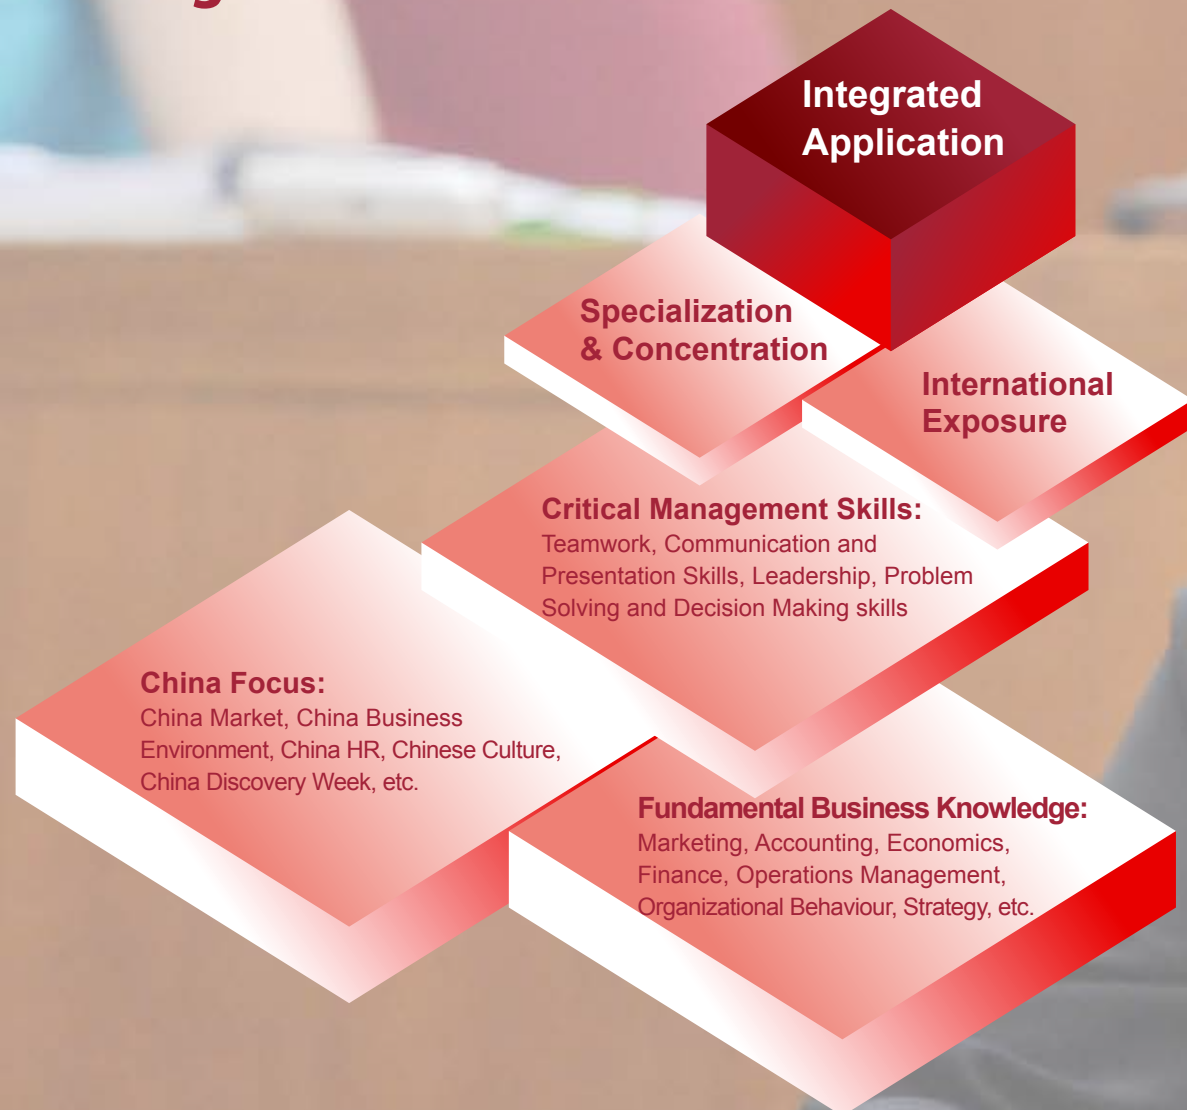 Integrated
Application
Specialization
& Concentration
International
Exposure
Critical Management Skills:
Teamwork, Communication and
Presentation Skills, Leadership, Problem
Solving and Decision Making skills
China Focus:
China Market, China Business
Environment, China HR, Chinese Culture,
China Discovery Week, etc.
Fundamental Business Knowledge:
Marketing, Accounting, Economics,
Finance, Operations Management,
Organizational Behaviour, Strategy, etc.